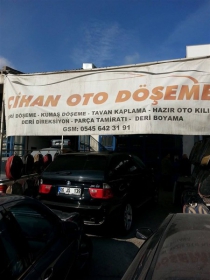 CİHAN OTO DÖŞEME
DÖŞEME - KUMAŞ DÖŞEME - TAVAN KAPLAMA - HAZIR OTO KILI
DERİ DİREKSİYON - PARÇA TAMİRATI - DERİ BOYAMA
GSM: 0545 642 31 91